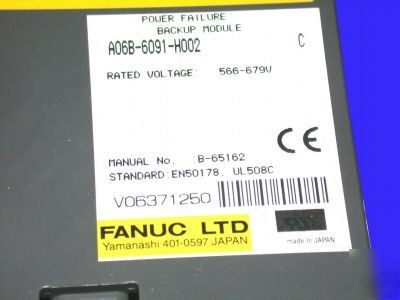 POWER FAILURE
BACKUP MODULE
A06B-6091-H002 C
RATED VOLTAGE: 566-679V
CE
MANUAL No. :B-65162
STANDARD:EN50178, UL508C
V06371250
FANUC LTD
Yamanashi 401-0597 JAPAN
made in JAPAN